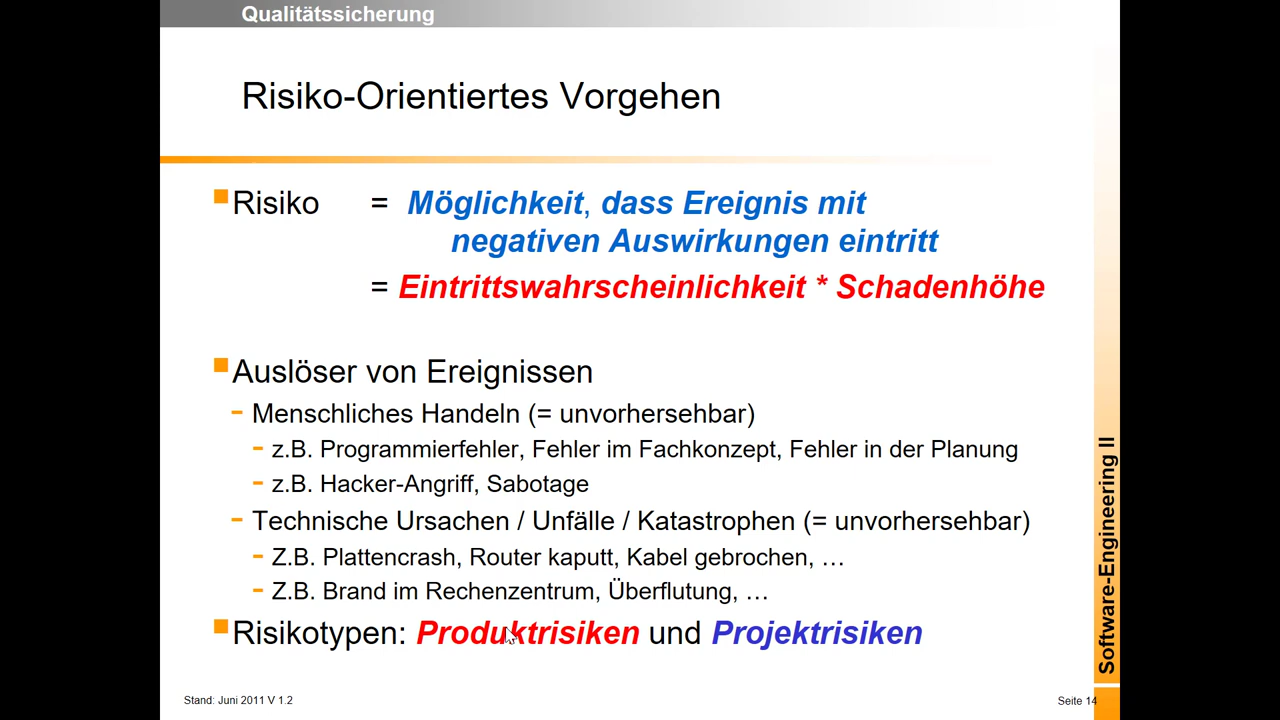 Qualitätssicherung
Risiko-Orientiertes Vorgehen
Risiko = Möglichkeit, dass Ereignis mit
negativen Auswirkungen eintritt
= Eintrittswahrscheinlichkeit * Schadenhöhe
Auslöser von Ereignissen
- Menschliches Handeln (= unvorhersehbar)
- z.B. Programmierfehler, Fehler im Fachkonzept, Fehler in der Planung
- z.B. Hacker-Angriff, Sabotage
- Technische Ursachen / Unfälle / Katastrophen (= unvorhersehbar)
- Z.B. Plattencrash, Router kaputt, Kabel gebrochen, …
- Z.B. Brand im Rechenzentrum, Überflutung, …
Risikotypen: Produktrisiken und Projektrisiken
Software-Engineering II
Stand: Juni 2011 V 1.2
Seite 14